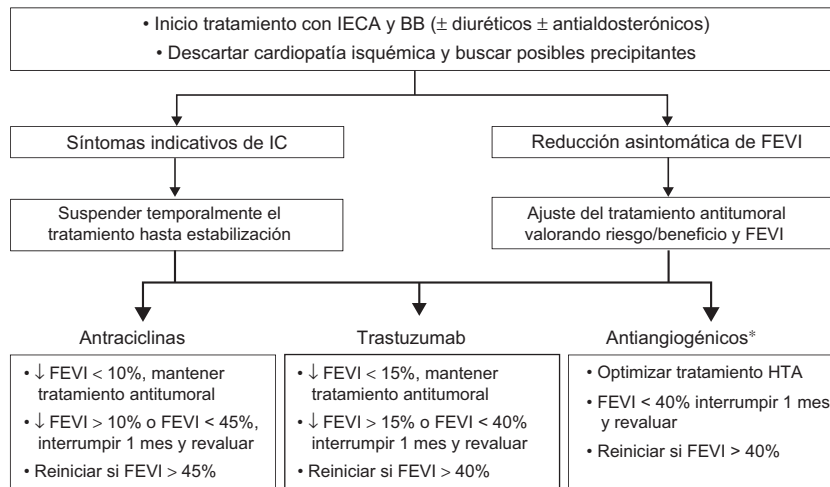 • Inicio tratamiento con IECA y BB (± diuréticos ± antialdosterónicos)
• Descartar cardiopatía isquémica y buscar posibles precipitantes
Síntomas indicativos de IC
Reducción asintomática de FEVI
Suspender temporalmente el
tratamiento hasta estabilización
Ajuste del tratamiento antitumoral
valorando riesgo/beneficio y FEVI
Antraciclinas
• ↓ FEVI < 10%, mantener
tratamiento antitumoral
• ↓ FEVI > 10% o FEVI < 45%,
interrumpir 1 mes y revaluar
• Reiniciar si FEVI > 45%
Trastuzumab
• ↓ FEVI < 15%, mantener
tratamiento antitumoral
• ↓ FEVI > 15% o FEVI < 40%
interrumpir 1 mes y revaluar
• Reiniciar si FEVI > 40%
Antiangiogénicos*
• Optimizar tratamiento HTA
• FEVI < 40% interrumpir 1 mes
y revaluar
• Reiniciar si FEVI > 40%